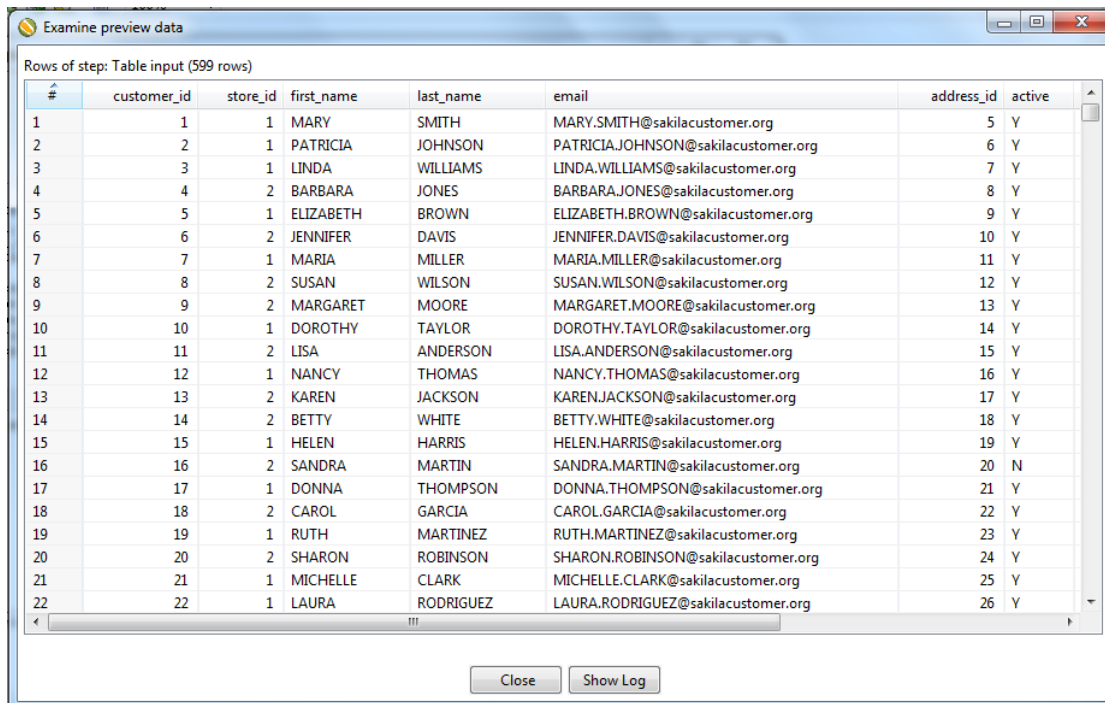 Examine preview data
Rows of step: Table input (599 rows)
# customer_id store_id first_name last_name email address_id active
1 1 1 MARY SMITH MARY.SMITH@sakilacustomer.org 5 Y
2 2 1 PATRICIA JOHNSON PATRICIA.JOHNSON@sakilacustomer.org 6 Y
3 3 1 LINDA WILLIAMS LINDA.WILLIAMS@sakilacustomer.org 7 Y
4 4 2 BARBARA JONES BARBARA.JONES@sakilacustomer.org 8 Y
5 5 1 ELIZABETH BROWN ELIZABETH.BROWN@sakilacustomer.org 9 Y
6 6 2 JENNIFER DAVIS JENNIFER.DAVIS@sakilacustomer.org 10 Y
7 7 1 MARIA MILLER MARIA.MILLER@sakilacustomer.org 11 Y
8 8 2 SUSAN WILSON SUSAN.WILSON@sakilacustomer.org 12 Y
9 9 2 MARGARET MOORE MARGARET.MOORE@sakilacustomer.org 13 Y
10 10 1 DOROTHY TAYLOR DOROTHY.TAYLOR@sakilacustomer.org 14 Y
11 11 2 LISA ANDERSON LISA.ANDERSON@sakilacustomer.org 15 Y
12 12 1 NANCY THOMAS NANCY.THOMAS@sakilacustomer.org 16 Y
13 13 2 KAREN JACKSON KAREN.JACKSON@sakilacustomer.org 17 Y
14 14 2 BETTY WHITE BETTY.WHITE@sakilacustomer.org 18 Y
15 15 1 HELEN HARRIS HELEN.HARRIS@sakilacustomer.org 19 Y
16 16 2 SANDRA MARTIN SANDRA.MARTIN@sakilacustomer.org 20 N
17 17 1 DONNA THOMPSON DONNA.THOMPSON@sakilacustomer.org 21 Y
18 18 2 CAROL GARCIA CAROL.GARCIA@sakilacustomer.org 22 Y
19 19 1 RUTH MARTINEZ RUTH.MARTINEZ@sakilacustomer.org 23 Y
20 20 2 SHARON ROBINSON SHARON.ROBINSON@sakilacustomer.org 24 Y
21 21 1 MICHELLE CLARK MICHELLE.CLARK@sakilacustomer.org 25 Y
22 22 1 LAURA RODRIGUEZ LAURA.RODRIGUEZ@sakilacustomer.org 26 Y
Close Show Log